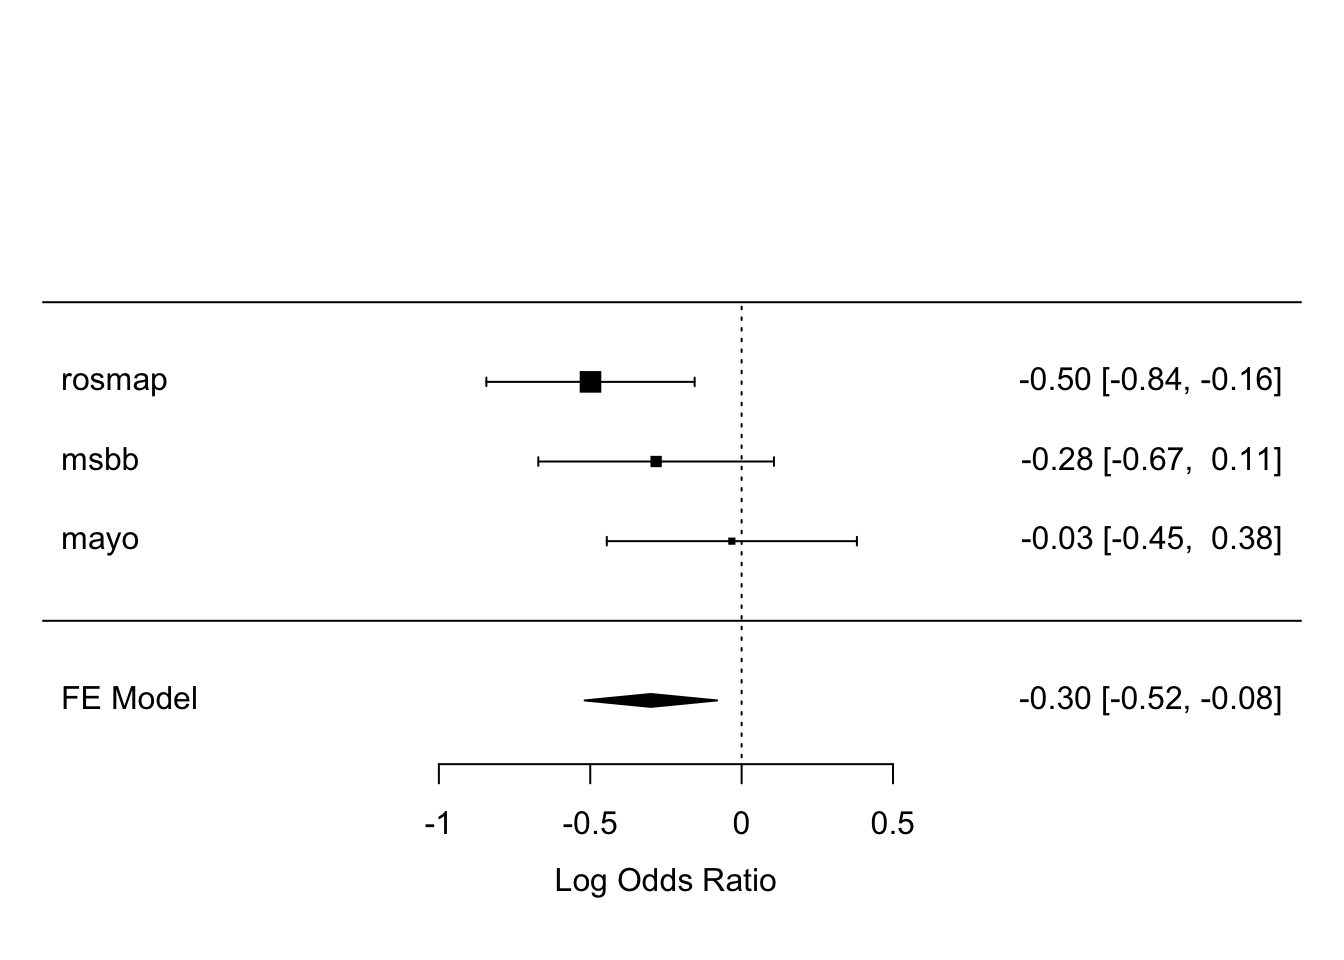 rosmap -0.50 [-0.84, -0.16]
msbb -0.28 [-0.67, 0.11]
mayo -0.03 [-0.45, 0.38]
FE Model -0.30 [-0.52, -0.08]
-1 -0.5 0 0.5
Log Odds Ratio